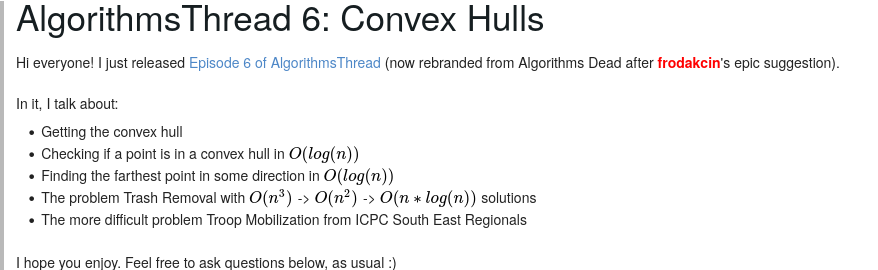 AlgorithmsThread 6: Convex Hulls
Hi everyone! I just released Episode 6 of AlgorithmsThread (now rebranded from Algorithms Dead after frodakcin's epic suggestion).
In it, I talk about:
• Getting the convex hull
• Checking if a point is in a convex hull in O(log(n))
• Finding the farthest point in some direction in O(log(n))
• The problem Trash Removal with O(n³) -> O(n²) -> O(n ∗ log(n)) solutions
• The more difficult problem Troop Mobilization from ICPC South East Regionals
I hope you enjoy. Feel free to ask questions below, as usual :)